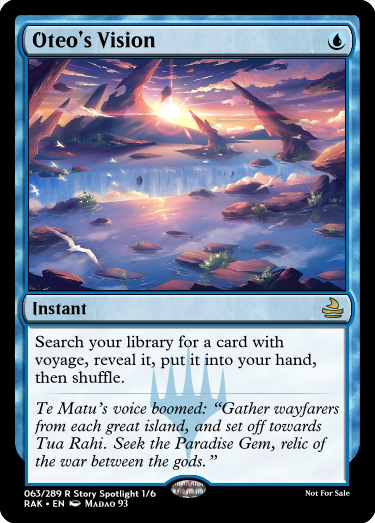 Oteo's Vision
Instant
Search your library for a card with
voyage, reveal it, put it into your hand,
then shuffle.
Te Matu's voice boomed: “Gather wayfarers
from each great island, and set off towards
Tua Rahi. Seek the Paradise Gem, relic of
the war between the gods.”
063/289 R Story Spotlight 1/6
Not For Sale
RAK • EN Madao 93